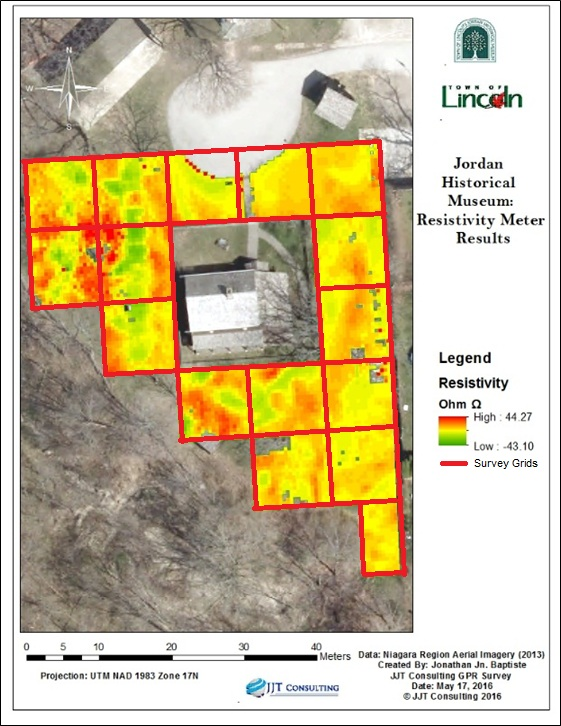 N
W
E
S
TOWN OF
Lincoln
Jordan
Historical
Museum:
Resistivity Meter
Results
Legend
Resistivity
Ohm Ω
High : 44.27
Low : -43.10
Survey Grids
0 5 10 20 30 40
Meters
Projection: UTM NAD 1983 Zone 17N
JJT CONSULTING
Data: Niagara Region Aerial Imagery (2013)
Created By: Jonathan Jn. Baptiste
JJT Consulting GPR Survey
Date: May 17, 2016
© JJT Consulting 2016